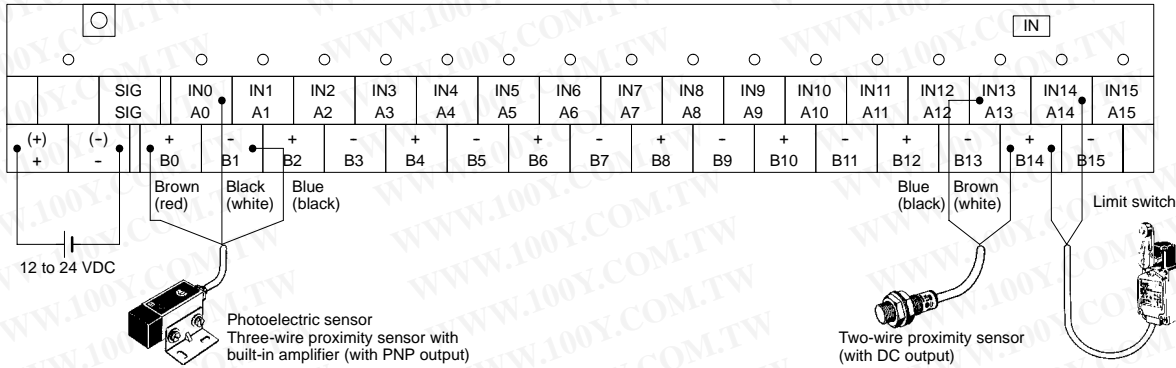 IN
SIG IN0 IN1 IN2 IN3 IN4 IN5 IN6 IN7 IN8 IN9 IN10 IN11 IN12 IN13 IN14 IN15
SIG A0 A1 A2 A3 A4 A5 A6 A7 A8 A9 A10 A11 A12 A13 A14 A15
(+) (-) + - + - + - + - + - + - + - + -
+ - B0 B1 B2 B3 B4 B5 B6 B7 B8 B9 B10 B11 B12 B13 B14 B15
Brown Black Blue
(red) (white) (black)
Blue Brown
(black) (white)
Limit switch
12 to 24 VDC
Photoelectric sensor
Three-wire proximity sensor with
built-in amplifier (with PNP output)
Two-wire proximity sensor
(with DC output)
WWW.100Y.COM.TW